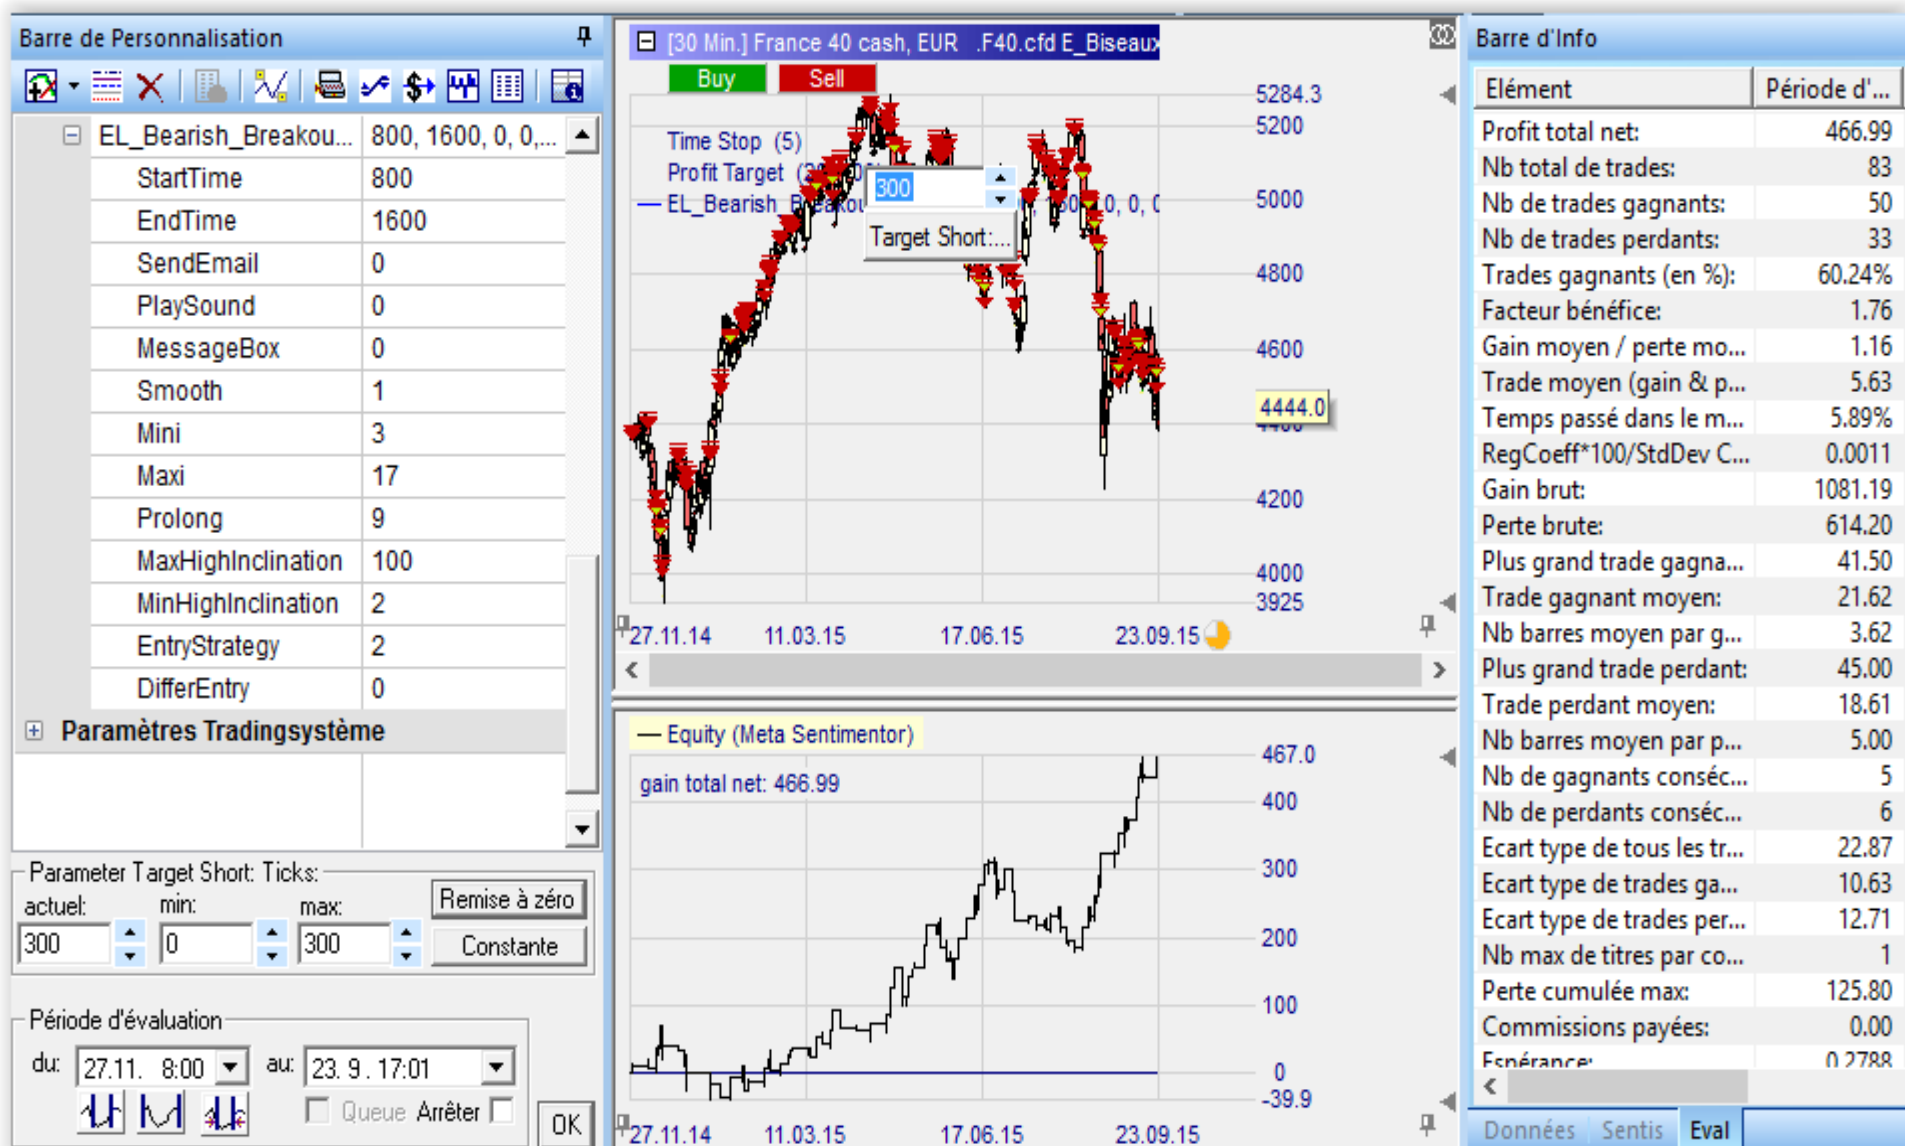 Barre de Personnalisation
EL_Bearish_Breakou... 800, 1600, 0, 0,...
StartTime 800
EndTime 1600
SendEmail 0
PlaySound 0
MessageBox 0
Smooth 1
Mini 3
Maxi 17
Prolong 9
MaxHighInclination 100
MinHighInclination 2
EntryStrategy 2
DifferEntry 0
Paramètres Tradingsystème
Parameter Target Short: Ticks:
actuel: min: max: Remise à zéro
300 0 300 Constante
Période d'évaluation
du: 27.11. 8:00 au: 23. 9 . 17:01
Queue Arrêter OK
[30 Min.] France 40 cash, EUR .F40.cfd E_Biseaux
Buy Sell
Time Stop (5)
Profit Target
EL_Bearish
300
Target Short:...
5284.3
5200
5000
4800
4600
4444.0
4200
4000
3925
27.11.14 11.03.15 17.06.15 23.09.15
Equity (Meta Sentimentor)
gain total net: 466.99
467.0
400
300
200
100
0
-39.9
27.11.14 11.03.15 17.06.15 23.09.15
Barre d'Info
Elément Période d'...
Profit total net: 466.99
Nb total de trades: 83
Nb de trades gagnants: 50
Nb de trades perdants: 33
Trades gagnants (en %): 60.24%
Facteur bénéfice: 1.76
Gain moyen / perte mo... 1.16
Trade moyen (gain & p... 5.63
Temps passé dans le m... 5.89%
RegCoeff*100/StdDev C... 0.0011
Gain brut: 1081.19
Perte brute: 614.20
Plus grand trade gagna... 41.50
Trade gagnant moyen: 21.62
Nb barres moyen par g... 3.62
Plus grand trade perdant: 45.00
Trade perdant moyen: 18.61
Nb barres moyen par p... 5.00
Nb de gagnants conséc... 5
Nb de perdants conséc... 6
Ecart type de tous les tr... 22.87
Ecart type de trades ga... 10.63
Ecart type de trades per... 12.71
Nb max de titres par co... 1
Perte cumulée max: 125.80
Commissions payées: 0.00
Espérance: 0.2788
Données Sentis Eval